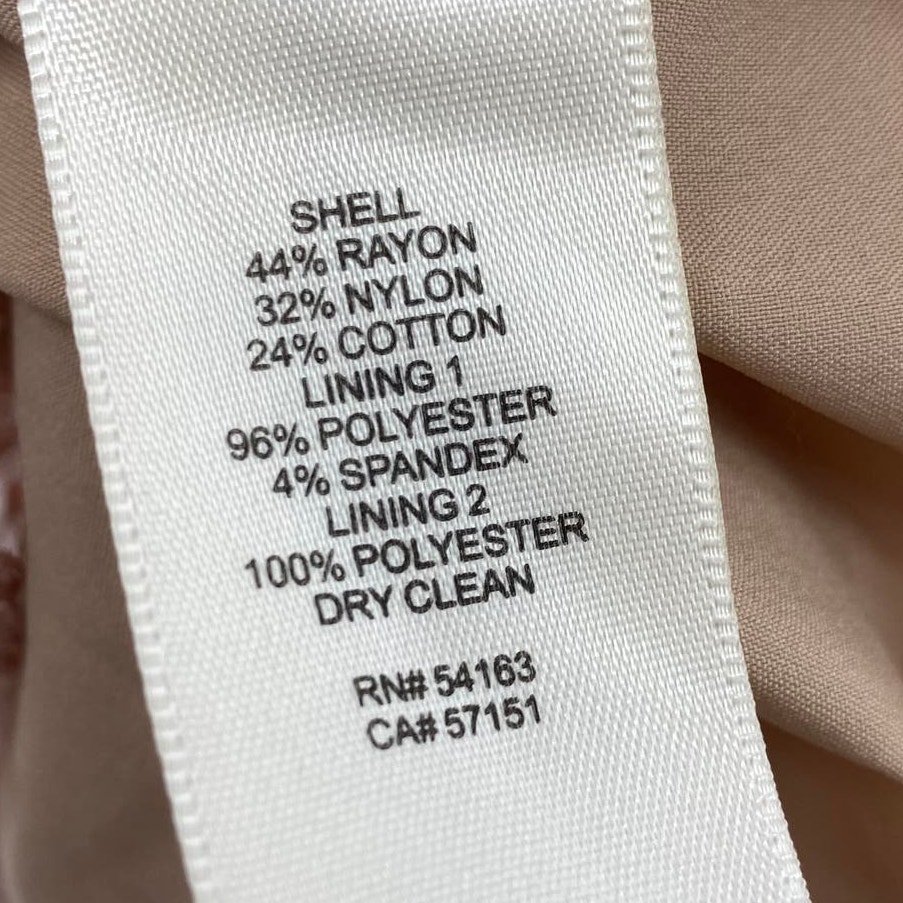 SHELL
44% RAYON
32% NYLON
24% COTTON
LINING 1
96% POLYESTER
4% SPANDEX
LINING 2
100% POLYESTER
DRY CLEAN
RN# 54163
CA# 57151